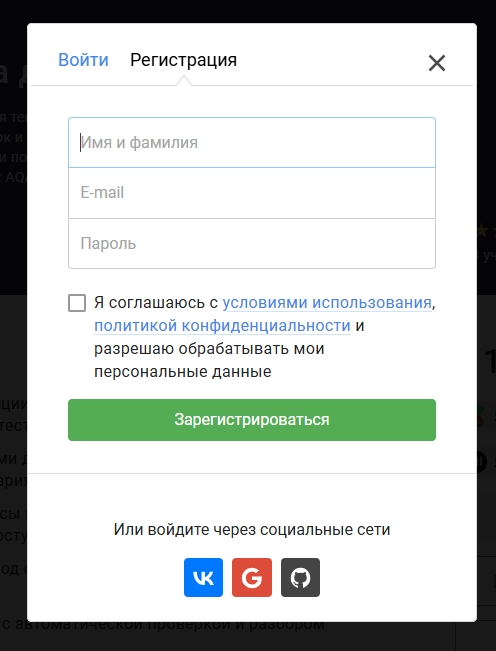 Войти Регистрация
Имя и фамилия
E-mail
Пароль
Я соглашаюсь с условиями использования,
политикой конфиденциальности и
разрешаю обрабатывать мои
персональные данные
Зарегистрироваться
Или войдите через социальные сети
с автоматической проверкой и разбором